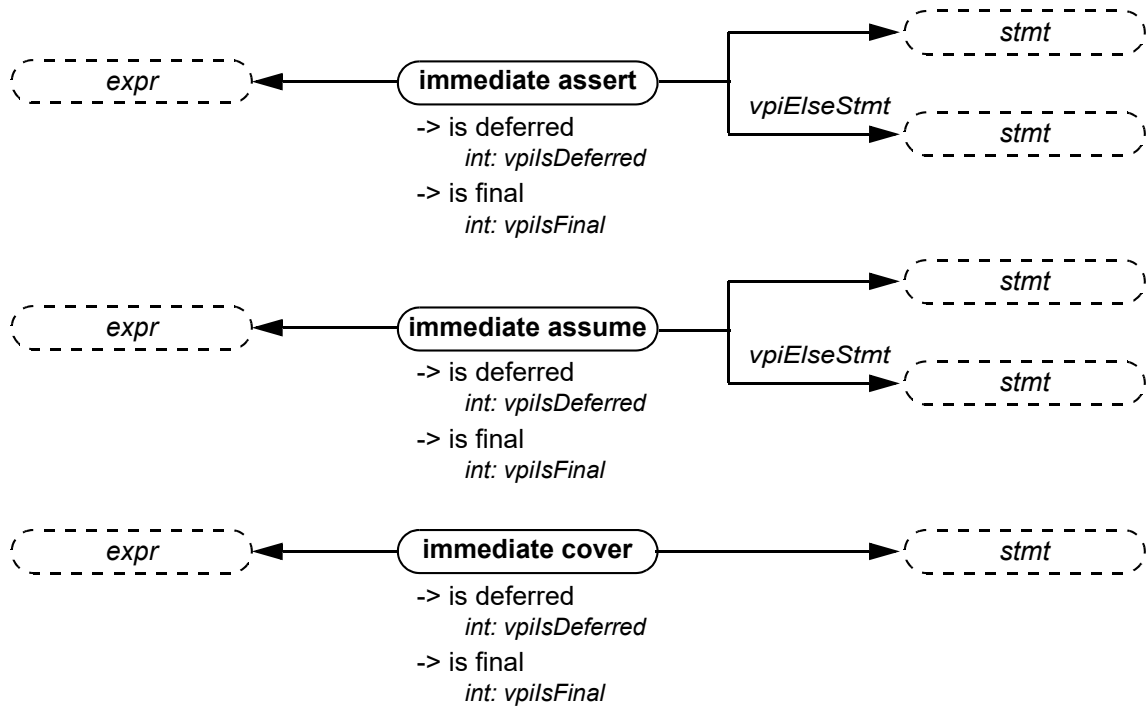 stmt
expr
immediate assert
vpiElseStmt
stmt
-> is deferred
int: vpiIsDeferred
-> is final
int: vpiIsFinal
stmt
expr
immediate assume
vpiElseStmt
stmt
-> is deferred
int: vpiIsDeferred
-> is final
int: vpiIsFinal
expr
immediate cover
stmt
-> is deferred
int: vpiIsDeferred
-> is final
int: vpiIsFinal